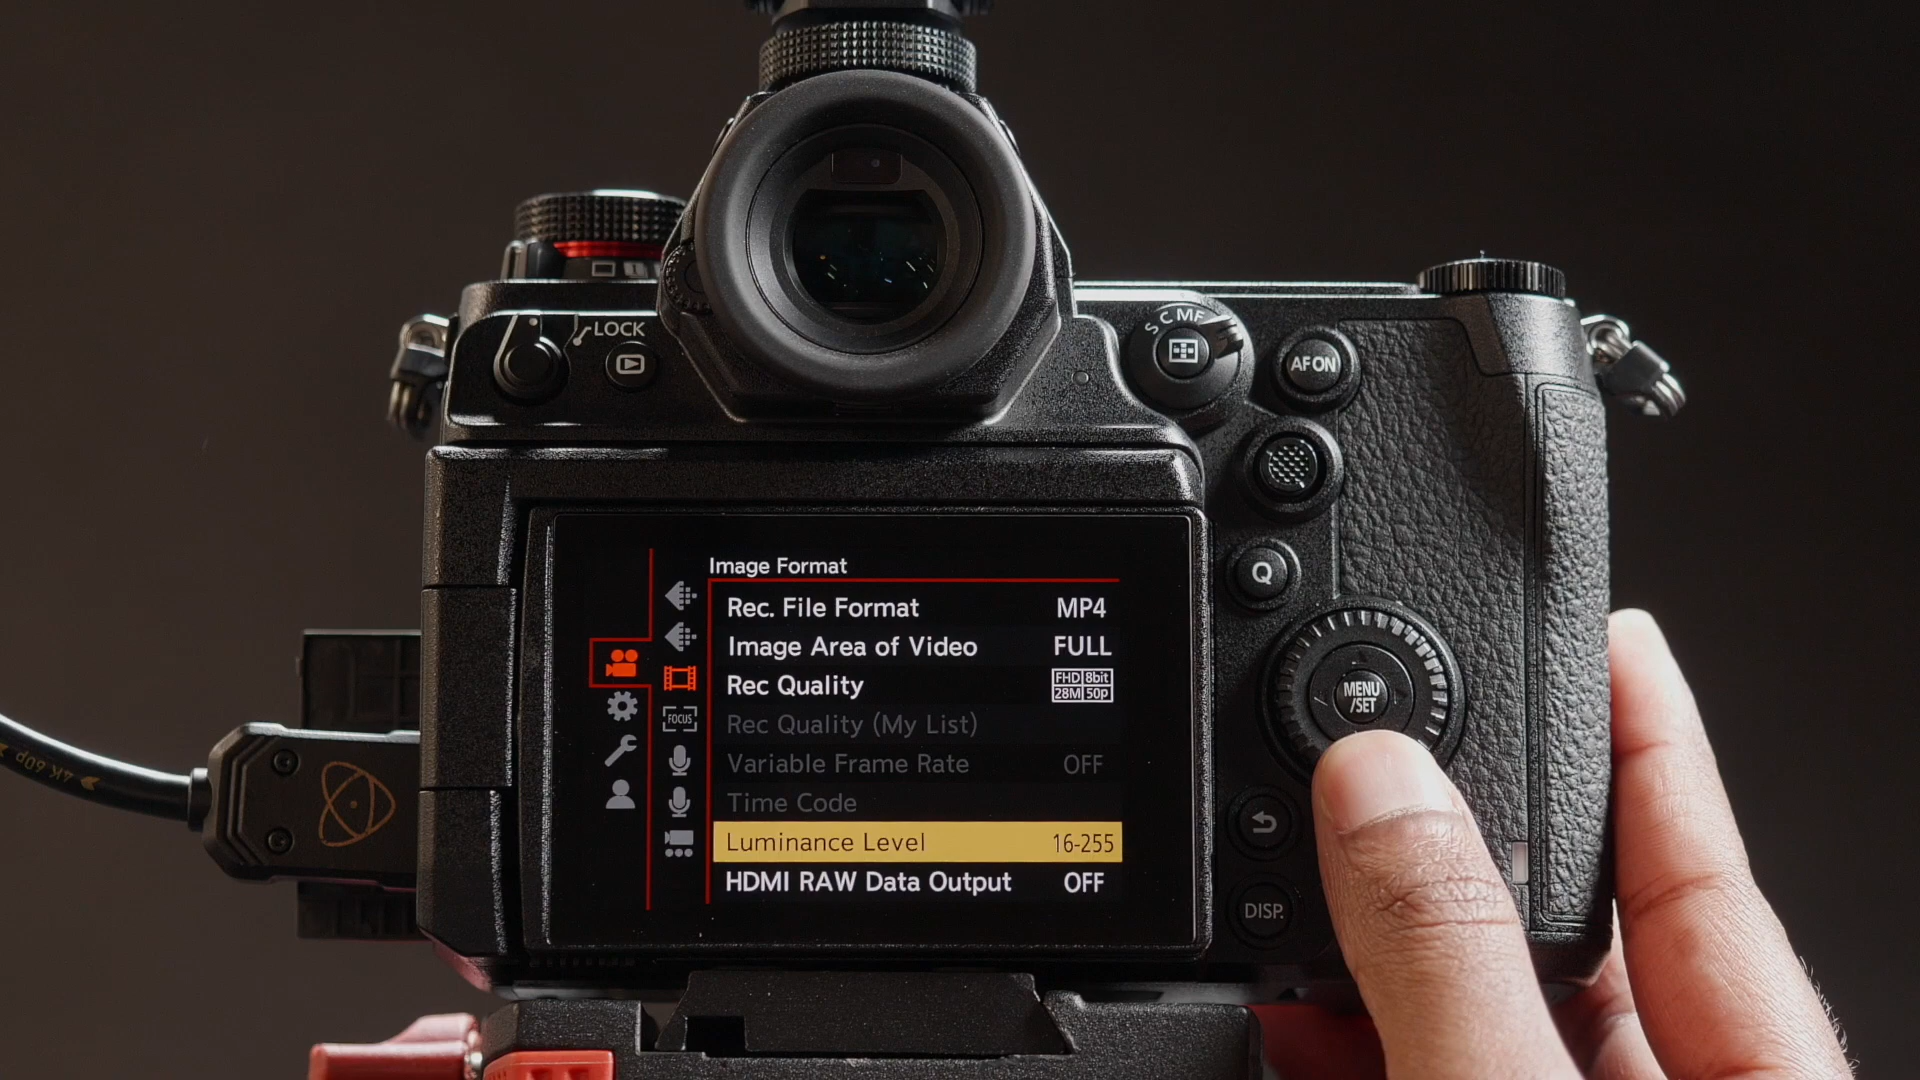 LOCK
S C MF
AF ON
Q
MENU
/SET
DISP.
Image Format
Rec. File Format MP4
Image Area of Video FULL
Rec Quality FHD 8bit
28M 50p
Rec Quality (My List)
Variable Frame Rate OFF
Time Code
FOCUS
Luminance Level 16-255
HDMI RAW Data Output OFF
4K 60p